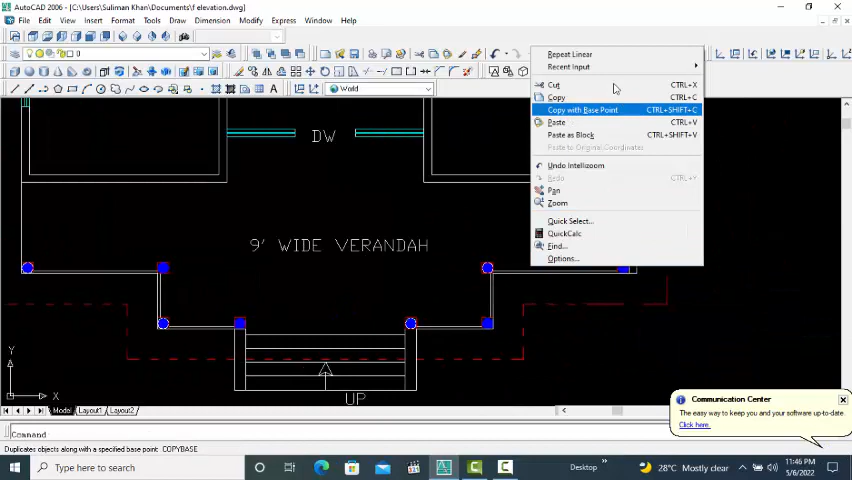 AutoCAD 2006 - [C:\Users\Suliman Khan\Documents\f elevation.dwg]
File Edit View Insert Format Tools Draw Dimension Modify Express Window Help
0
World
Repeat Linear
Recent Input
Cut CTRL+X
Copy CTRL+C
Copy with Base Point CTRL+SHIFT+C
Paste CTRL+V
Paste as Block CTRL+SHIFT+V
Paste to Original Coordinates
Undo Intellizoom
Redo CTRL+Y
Pan
Zoom
Quick Select...
QuickCalc
Find...
Options...
DW
9' WIDE VERANDAH
UP
Y
X
Model Layout1 Layout2
Communication Center
The easy way to keep you and your software up-to-date.
Click here.
Command
Duplicates objects along with a specified base point: COPYBASE
Type here to search
Desktop
28°C Mostly clear
11:46 PM
5/6/2022